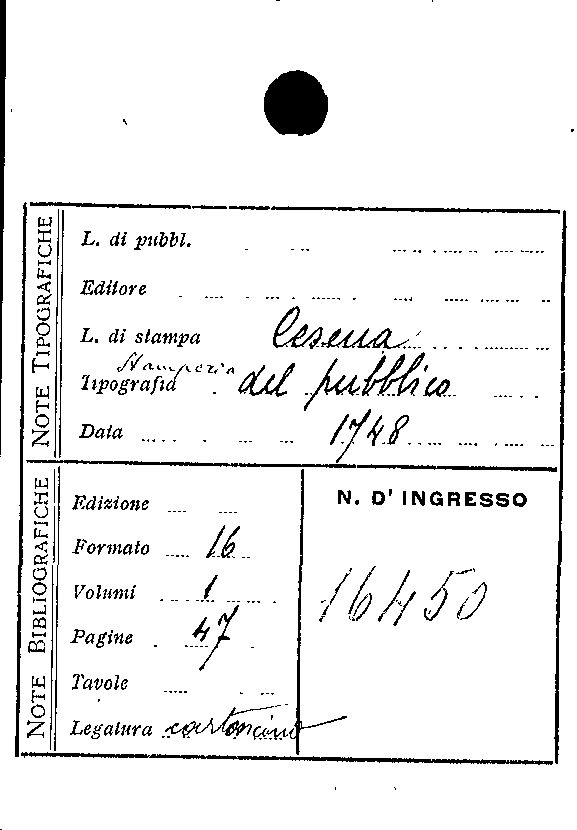 NOTE TIPOGRAFICHE
L. di pubbl.
Editore
L. di stampa Cesena
Stamperia
Tipografia del pubblico
Data 1748
NOTE BIBLIOGRAFICHE
Edizione
Formato 16
Volumi 1
Pagine 47
Tavole
Legatura cartoncino
N. D' INGRESSO
16450